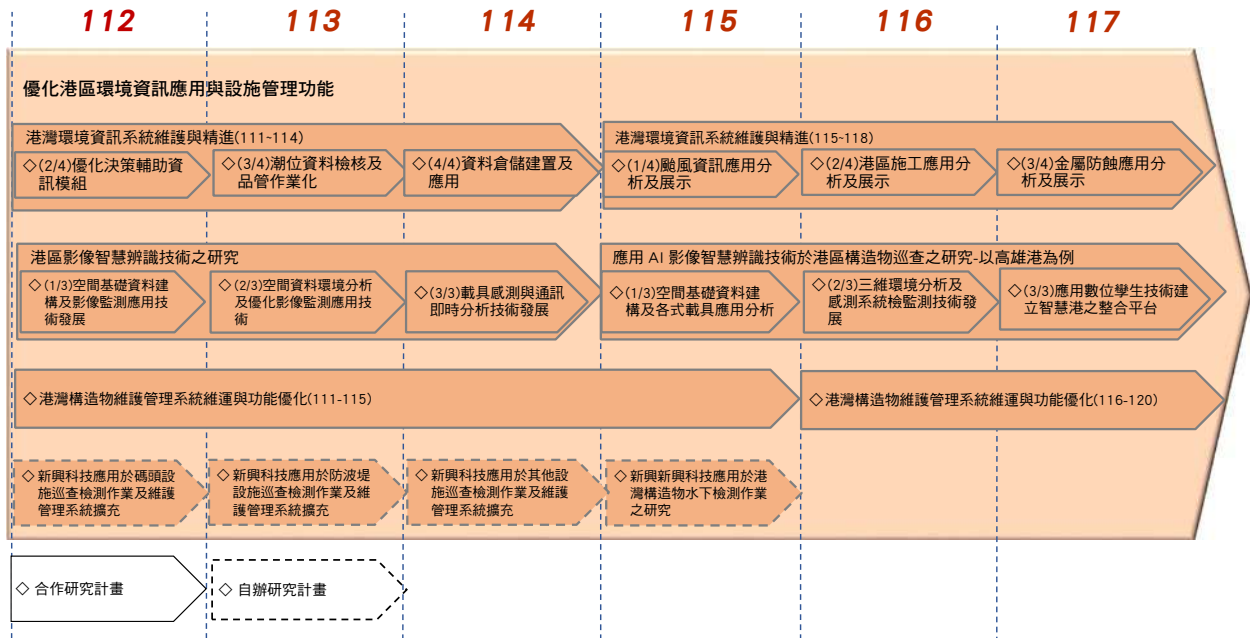 112 113 114 115 116 117
優化港區環境資訊應用與設施管理功能
港灣環境資訊系統維護與精進(111~114)
◇(2/4)優化決策輔助資
訊模組
◇(3/4)潮位資料檢核及
品管作業化
◇(4/4)資料倉儲建置及
應用
港灣環境資訊系統維護與精進(115-118)
◇(1/4)颱風資訊應用分
析及展示
◇(2/4)港區施工應用分
析及展示
◇(3/4)金屬防蝕應用分
析及展示
港區影像智慧辨識技術之研究
◇(1/3)空間基礎資料建
構及影像監測應用技
術發展
◇(2/3)空間資料環境分析
及優化影像監測應用技
術
◇(3/3)載具感測與通訊
即時分析技術發展
應用 AI 影像智慧辨識技術於港區構造物巡查之研究-以高雄港為例
◇(1/3)空間基礎資料建
構及各式載具應用分析
◇(2/3)三維環境分析及
感測系統檢監測技術發
展
◇(3/3)應用數位孿生技術建
立智慧港之整合平台
◇港灣構造物維護管理系統維運與功能優化(111-115)
◇港灣構造物維護管理系統維運與功能優化(116-120)
◇新興科技應用於碼頭設
施巡查檢測作業及維護
管理系統擴充
◇新興科技應用於防波堤
設施巡查檢測作業及維
護管理系統擴充
◇新興科技應用於其他設
施巡查檢測作業及維護
管理系統擴充
◇新興新興科技應用於港
灣構造物水下檢測作業
之研究
◇ 合作研究計畫
◇ 自辦研究計畫